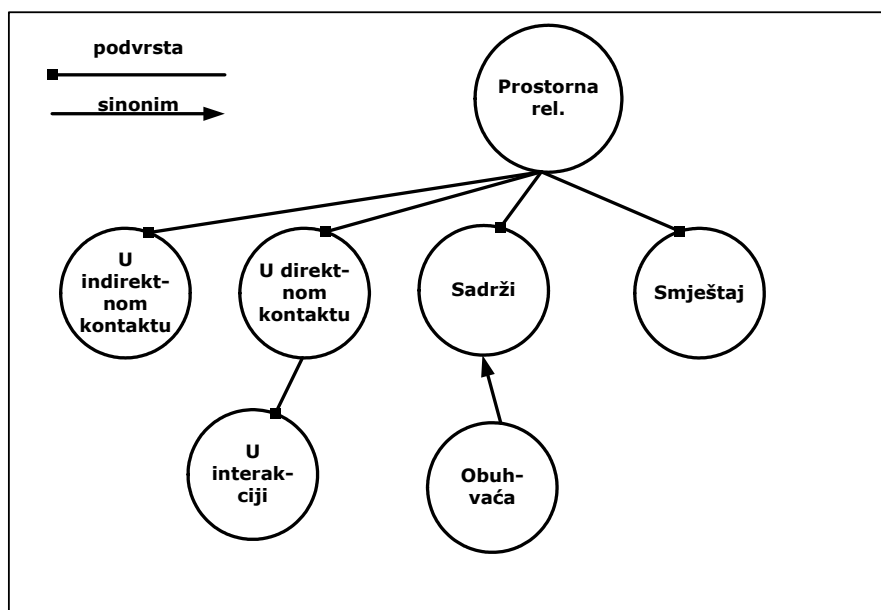 podvrsta
sinonim
Prostorna
rel.
U
indirekt-
nom
kontaktu
U direkt-
nom
kontaktu
Sadrži
Smještaj
U
interak-
ciji
Obuh-
vaća